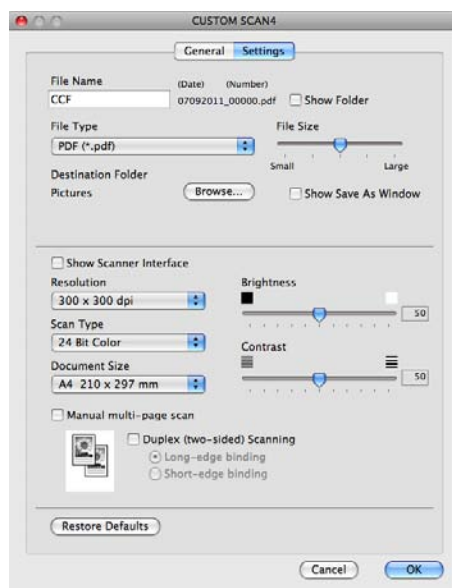 CUSTOM SCAN4
General Settings
File Name (Date) (Number)
CCF 07092011_00000.pdf Show Folder
File Type File Size
PDF (*.pdf)
Small Large
Destination Folder
Pictures Browse... Show Save As Window
Show Scanner Interface
Resolution Brightness
300 x 300 dpi
50
Scan Type
24 Bit Color Contrast
Document Size
A4 210 x 297 mm 50
Manual multi-page scan
Duplex (two-sided) Scanning
Long-edge binding
Short-edge binding
Restore Defaults
Cancel OK